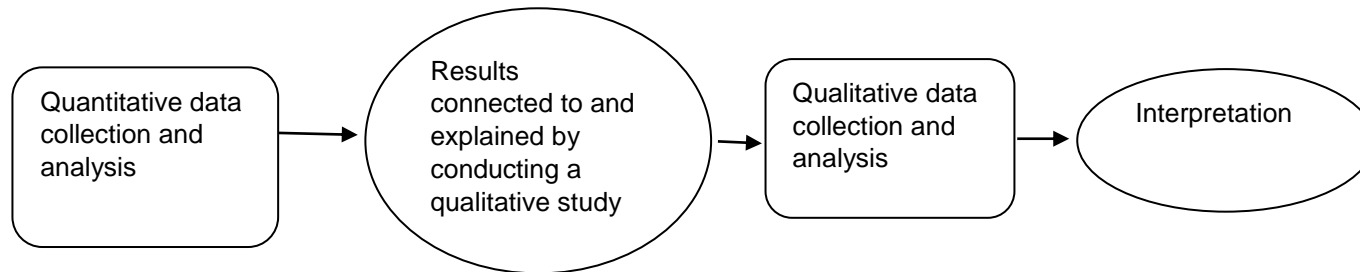 Quantitative data
collection and
analysis
Results
connected to and
explained by
conducting a
qualitative study
Qualitative data
collection and
analysis
Interpretation